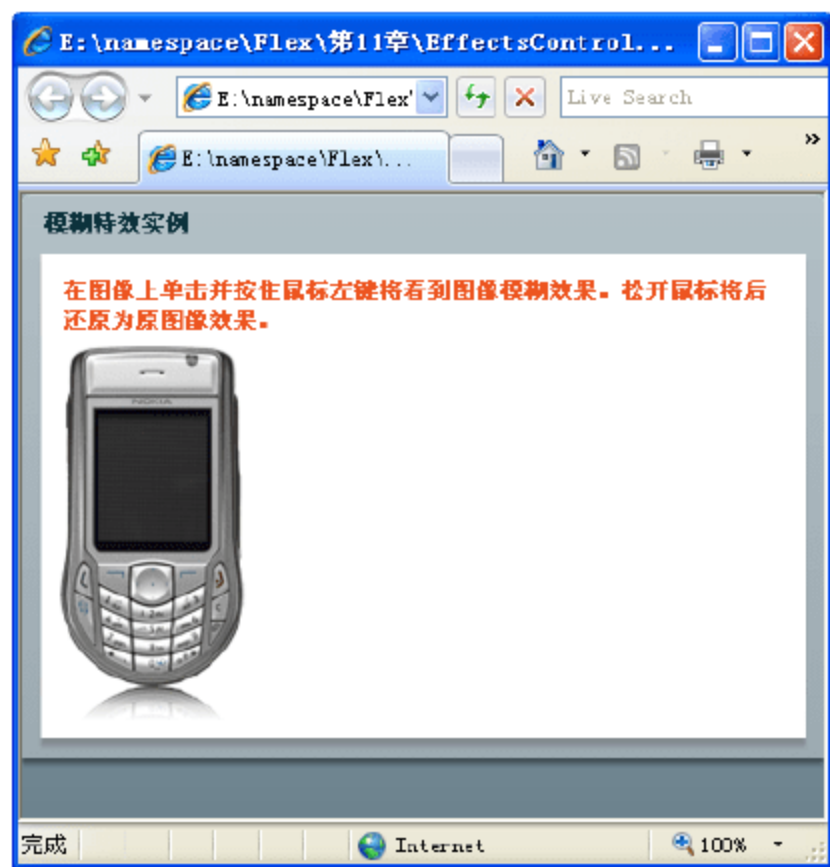 E:\namespace\Flex\第11章\EffectsControl...
E:\namespace\Flex'
Live Search
E:\namespace\Flex\...
模糊特效实例
在图像上单击并按住鼠标左键将看到图像模糊效果。松开鼠标将后
还原为原图像效果。
NOKIA
完成
Internet
100%